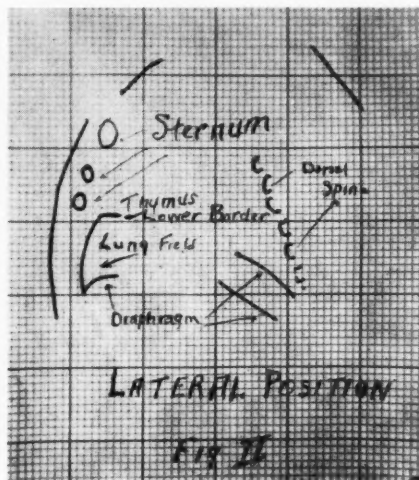 Sternum
Dorsal
Spine
Thymus
Lower Border
Lung Field
Diaphragm
LATERAL POSITION
Fig II